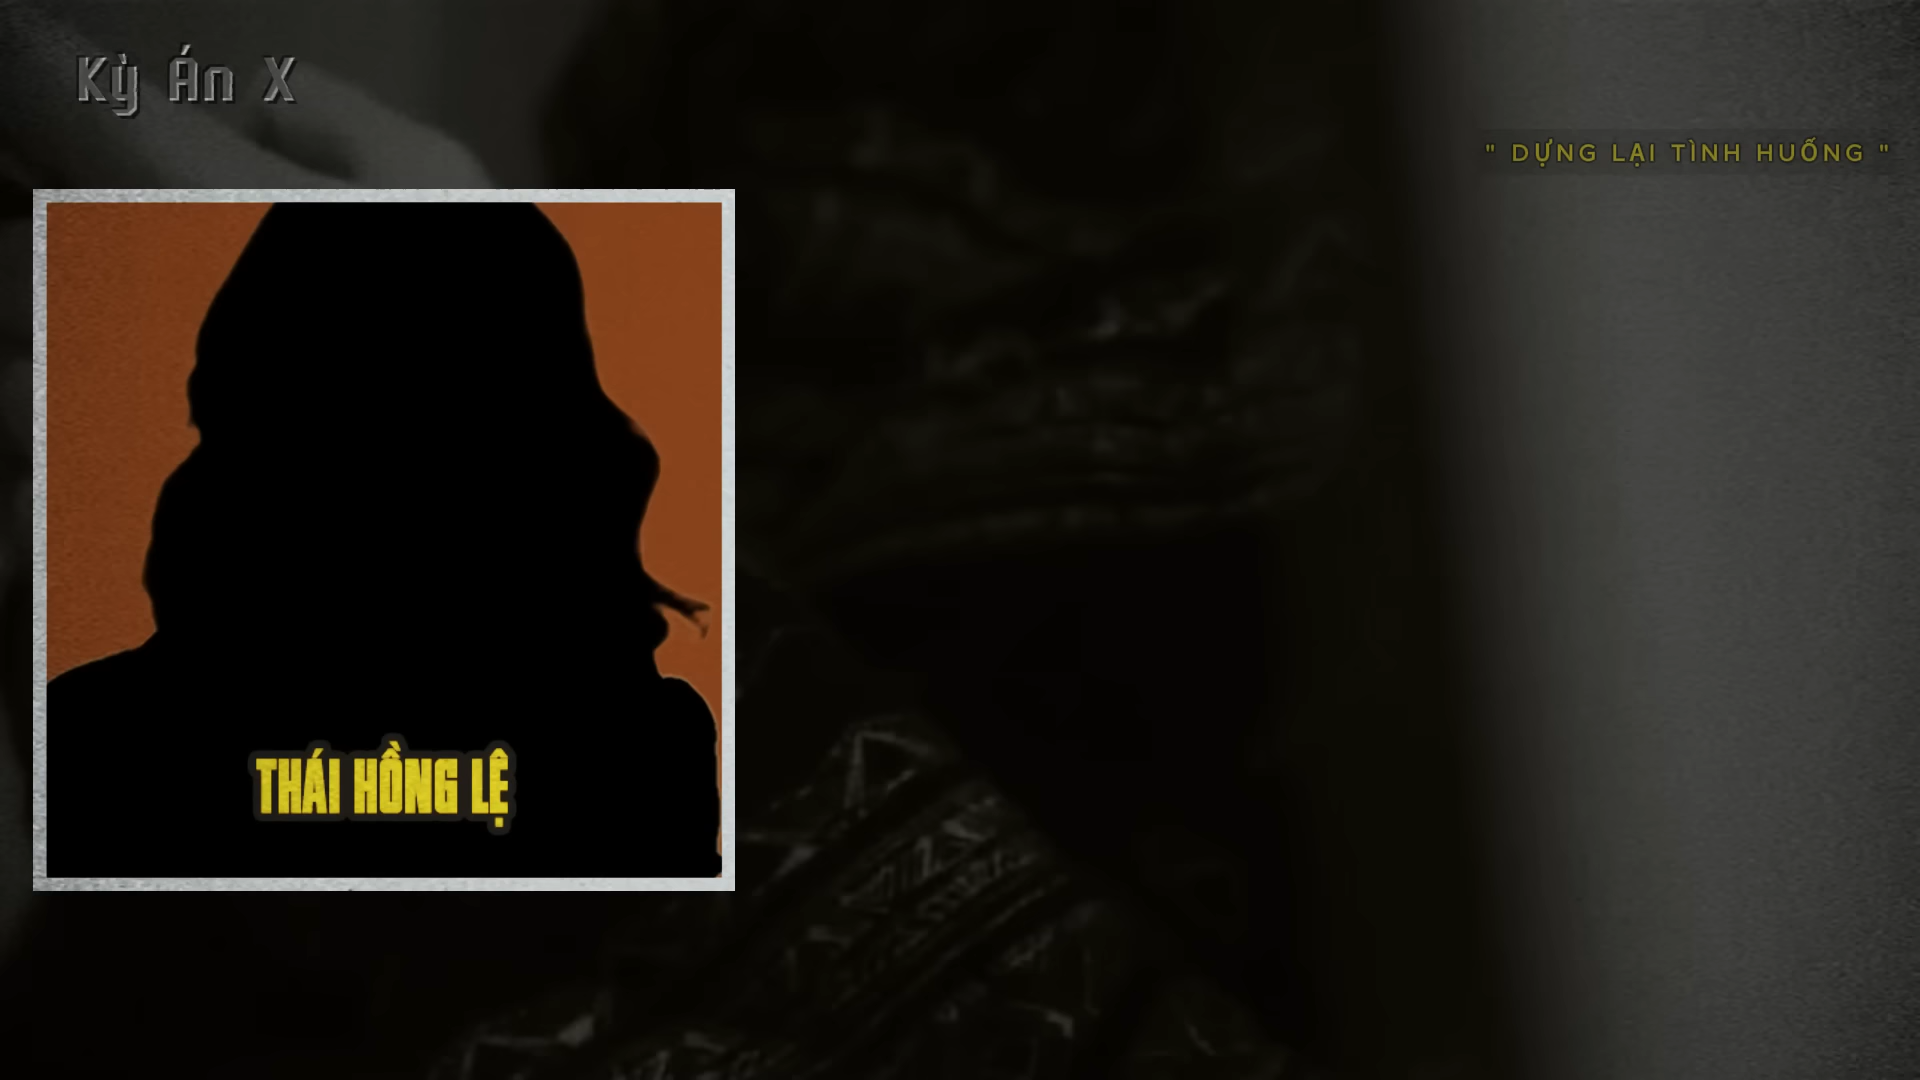 Kỳ Án X
" DỰNG LẠI TÌNH HUỐNG "
THÁI HỒNG LỆ